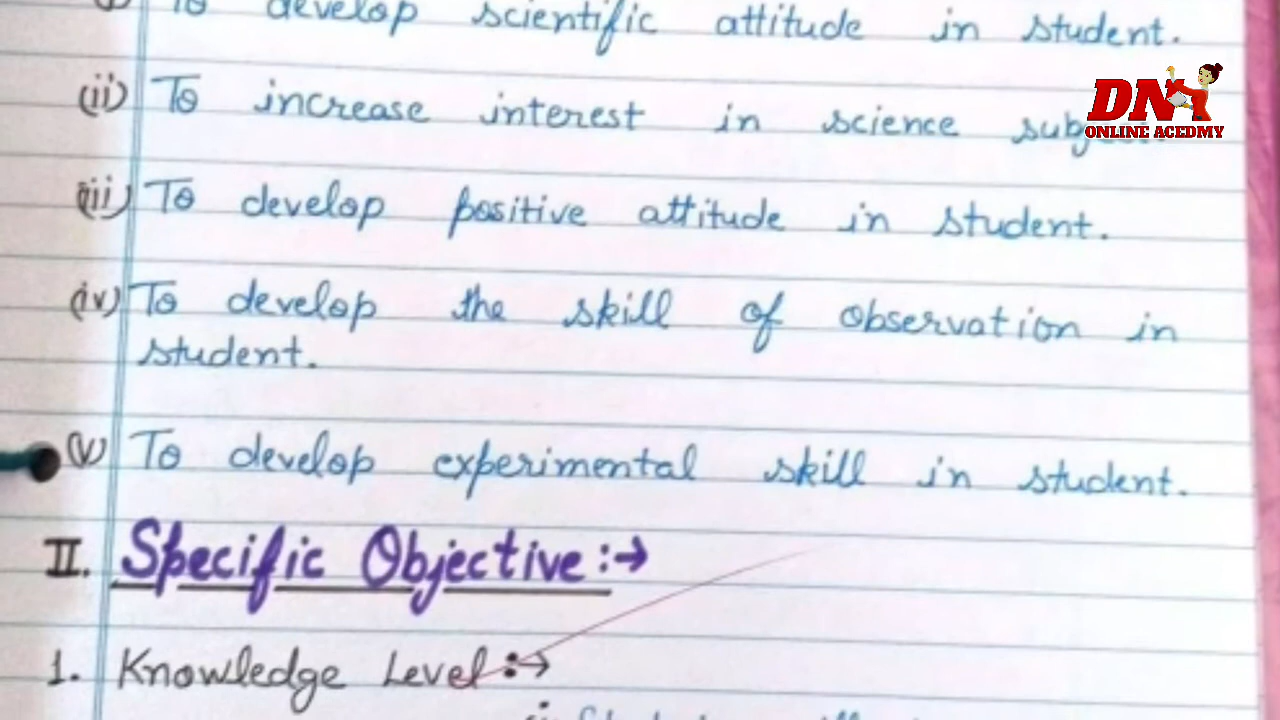 To develop scientific attitude in student.
(ii) To increase interest in science
DN
ONLINE ACEDMY
(iii) To develop positive attitude in student.
(iv) To develop the skill of observation in
student.
(v) To develop experimental skill in student.
II. Specific Objective:→
1. Knowledge Level:→